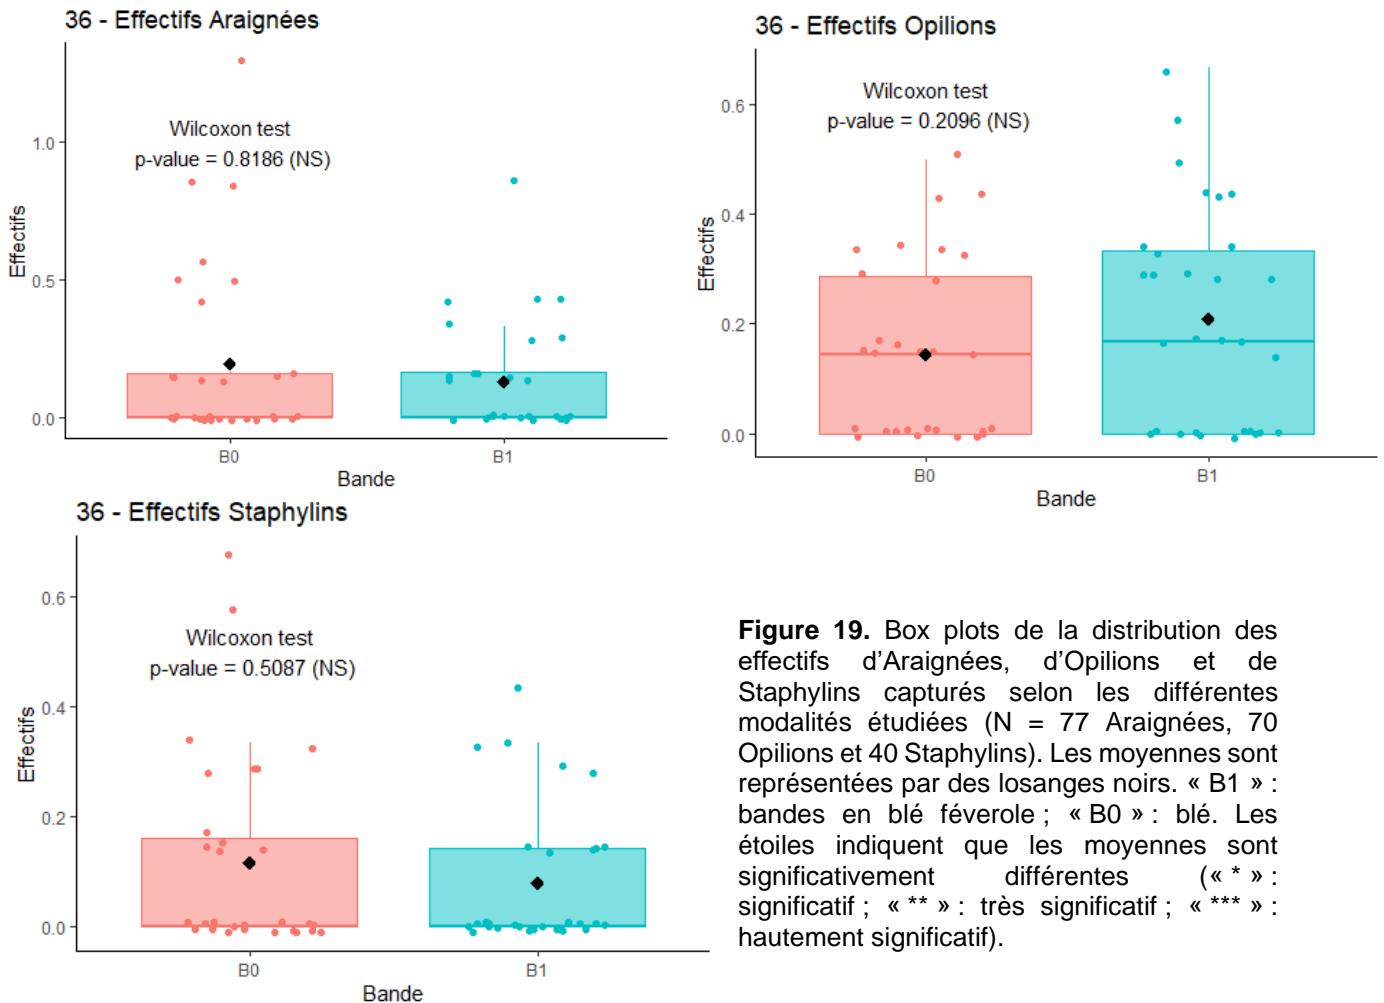 36 - Effectifs Araignées
Wilcoxon test
p-value = 0.8186 (NS)
Effectifs
1.0
0.5
0.0
B0
B1
Bande
36 - Effectifs Opilions
Wilcoxon test
p-value = 0.2096 (NS)
Effectifs
0.6
0.4
0.2
0.0
B0
B1
Bande
36 - Effectifs Staphylins
Wilcoxon test
p-value = 0.5087 (NS)
Effectifs
0.6
0.4
0.2
0.0
B0
B1
Bande
Figure 19. Box plots de la distribution des
effectifs d’Araignées, d’Opilions et de
Staphylins capturés selon les différentes
modalités étudiées (N = 77 Araignées, 70
Opilions et 40 Staphylins). Les moyennes sont
représentées par des losanges noirs. « B1 » :
bandes en blé féverole ; « B0 » : blé. Les
étoiles indiquent que les moyennes sont
significativement différentes (« * » :
significatif ; « ** » : très significatif ; « *** » :
hautement significatif).